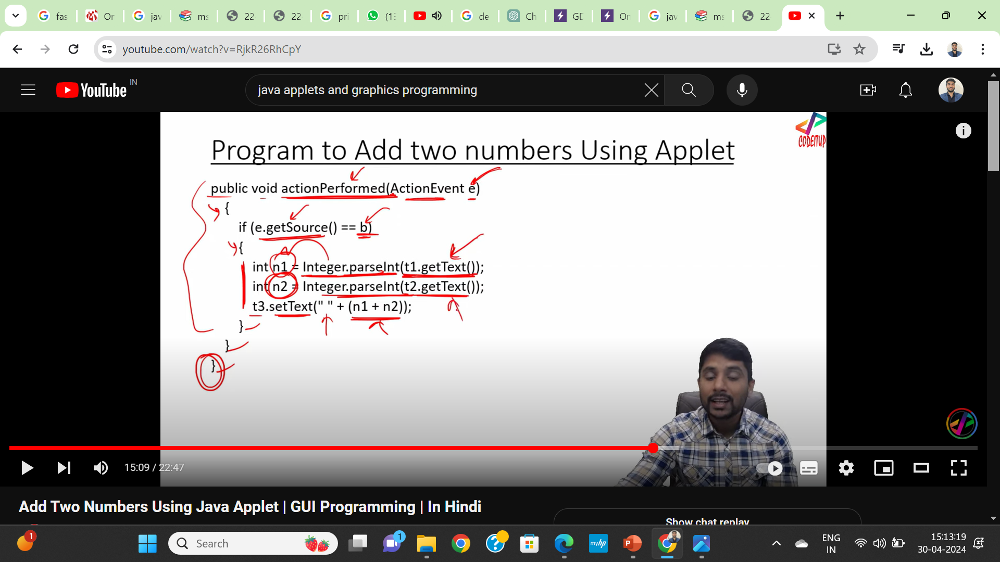 fas
Or
jav
ms
22
22
pri
(13
de
Ch
GD
Or
jav
ms
22
youtube.com/watch?v=RjkR26RhCpY
YouTube IN
java applets and graphics programming
CODEITUP
Program to Add two numbers Using Applet
public void actionPerformed(ActionEvent e)
{
if (e.getSource() == b)
{
int n1 = Integer.parseInt(t1.getText());
int n2 = Integer.parseInt(t2.getText());
t3.setText(" " + (n1 + n2));
}
}
}
15:09 / 22:47
Add Two Numbers Using Java Applet | GUI Programming | In Hindi
Show chat replay
1
Search
1
myhp
ENG
IN
15:13:19
30-04-2024